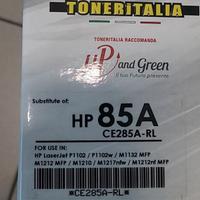 TONERITALIA
TONERITALIA RACCOMANDA
HP and Green
Il tuo Futuro presente
Substitute of:
HP 85A
CE285A-RL
FOR USE IN:
HP LaserJet P1102 / P1102w / M1132 MFP
M1212 MFP / M1210 / M1217nfw / M1212nf MFP
*CE285A-RL*